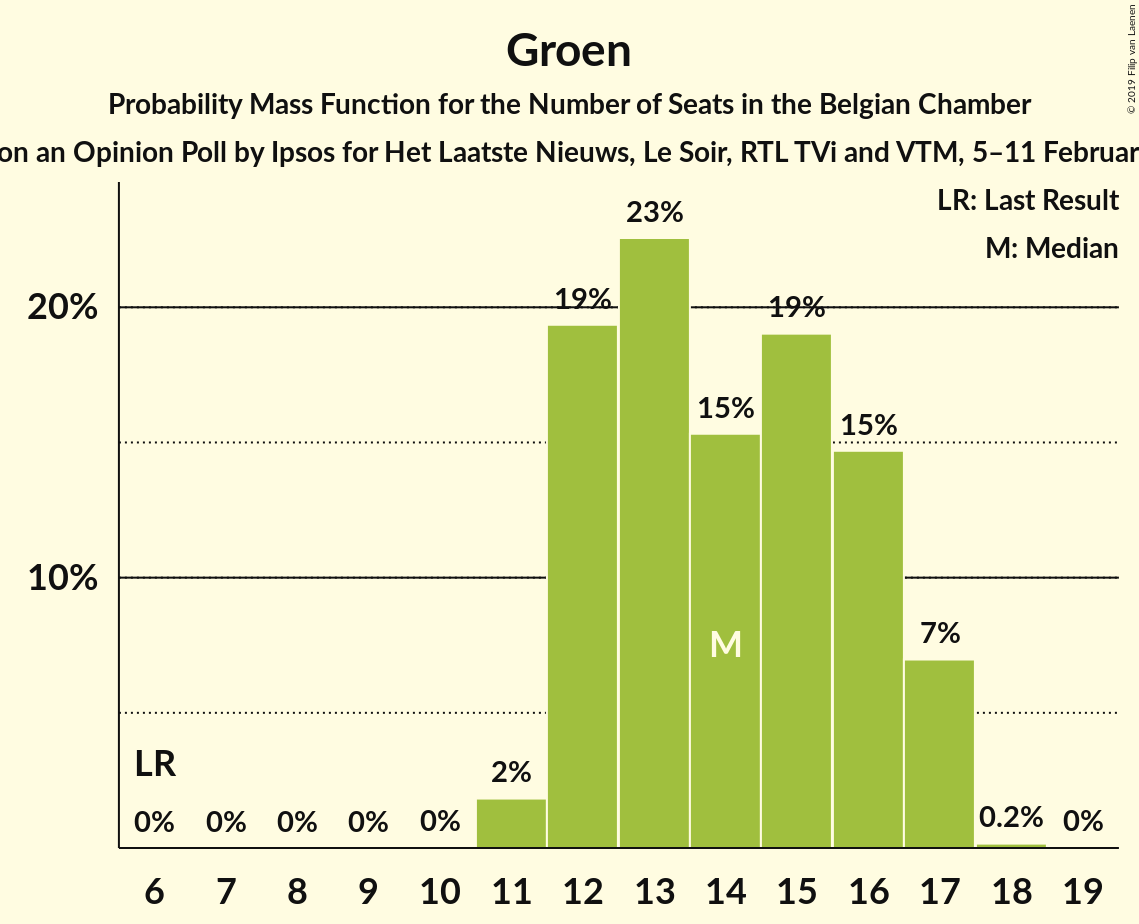 Groen
Probability Mass Function for the Number of Seats in the Belgian Chamber
on an Opinion Poll by Ipsos for Het Laatste Nieuws, Le Soir, RTL TVi and VTM, 5–11 Februar
© 2019 Filip van Laenen
LR: Last Result
M: Median
20%
10%
LR
M
0%
0%
0%
0%
0%
2%
19%
23%
15%
19%
15%
7%
0.2%
0%
6 7 8 9 10 11 12 13 14 15 16 17 18 19